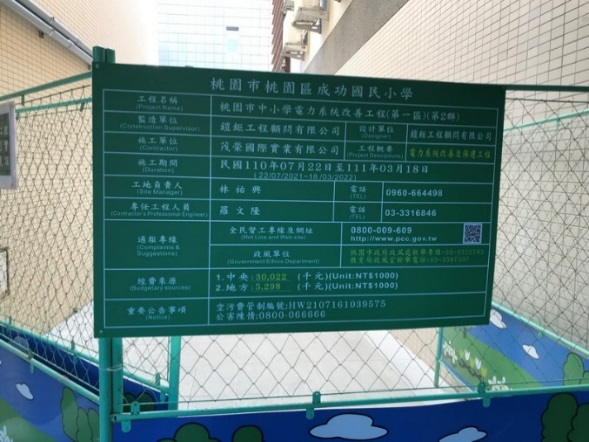 桃園市桃園區成功國民小學
工程名稱 (Project Name) 桃園市中小學電力系統改善工程(第一區)(第2群)
監造單位 (Construction Supervisor) 鎧鉅工程顧問有限公司 設計單位 (Designer) 鎧鉅工程顧問有限公司
施工單位 (Contractor) 茂榮國際實業有限公司 工程概要 (Project Descriptions) 電力系統改善及保護工程
施工期間 (Duration) 民國110年07月22日至111年03月18日
(22/07/2021~18/03/2022)
工地負責人 (Site Manager) 林祐興 電話 (TEL) 0960-664498
專任工程人員 (Contractor's Professional Engineer) 羅文隆 電話 (TEL) 03-3316846
通報專線 (Complaints & Suggestions) 全民督工專線及網址 (Hot Line and Web-site) 0800-009-609
http://www.pcc.gov.tw
政風單位 (Government Ethics Department)
經費來源 (Budgetary sources) 1.中央:30,022 (千元)(Unit:NT$1000)
2.地方:5,298 (千元)(Unit:NT$1000)
重要公告事項 (Notice) 空污費管制編號:HW2107161939575
公害陳情:0800-066666